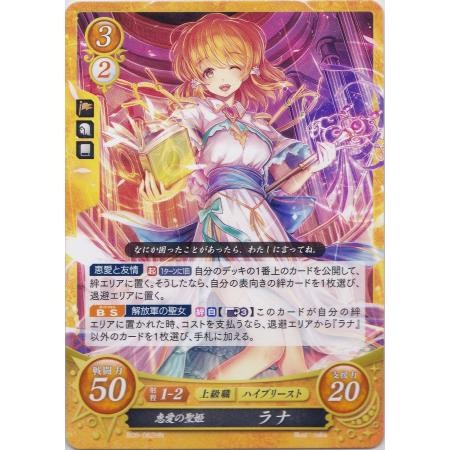 3
2
なにか困ったことがあったら、わたしに言ってね。
恵愛と友情 起 1ターンに1回 自分のデッキの1番上のカードを公開して、
絆エリアに置く。そうしたなら、自分の表向きの絆カードを1枚選び、
退避エリアに置く。
BS 解放軍の聖女 絆 自 【3】このカードが自分の
絆エリアに置かれた時、コストを支払うなら、退避エリアから『ラナ』
以外のカードを1枚選び、手札に加える。
戦闘力
50
射程 1-2
上級職
ハイプリースト
支援力
20
恵愛の聖姫
ラナ